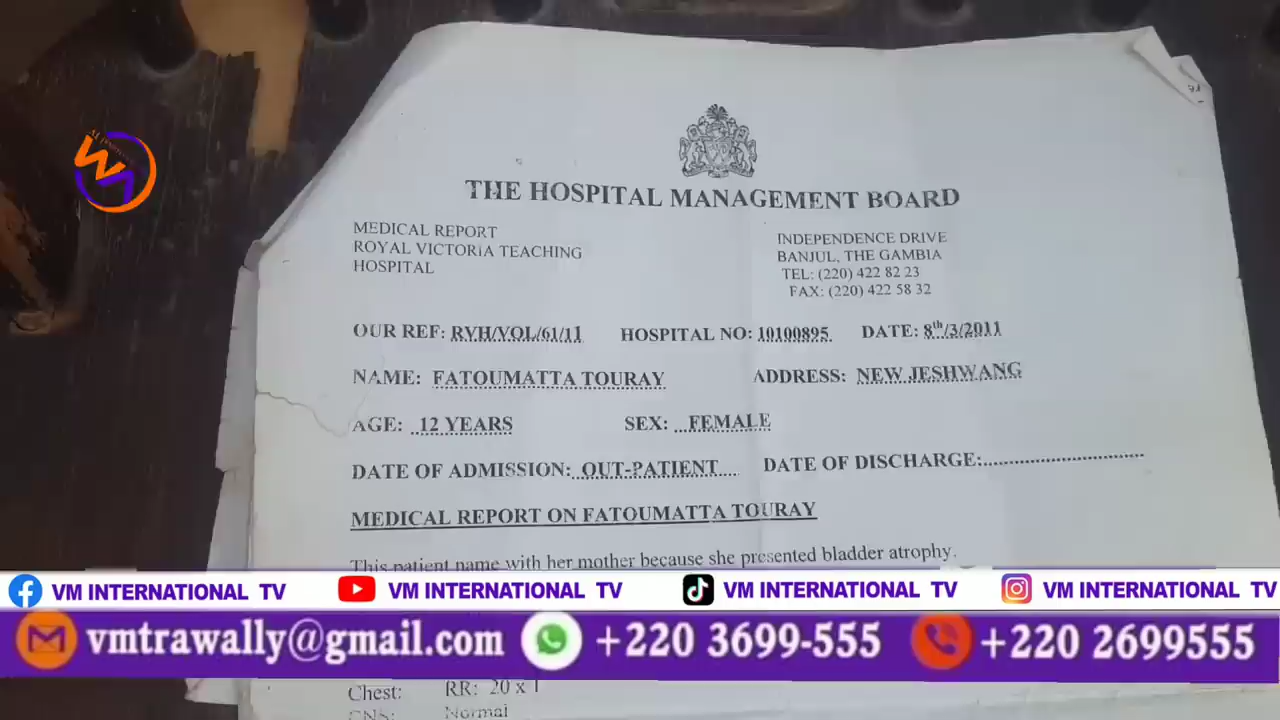 THE HOSPITAL MANAGEMENT BOARD
MEDICAL REPORT
ROYAL VICTORIA TEACHING
HOSPITAL
INDEPENDENCE DRIVE
BANJUL, THE GAMBIA
TEL: (220) 422 82 23
FAX: (220) 422 58 32
OUR REF: RVH/VOL/61/11 HOSPITAL NO: 10100895 DATE: 8th/3/2011
NAME: FATOUMATTA TOURAY ADDRESS: NEW JESHWANG
AGE: 12 YEARS SEX: FEMALE
DATE OF ADMISSION: OUT-PATIENT DATE OF DISCHARGE:
MEDICAL REPORT ON FATOUMATTA TOURAY
This patient name with her mother because she presented bladder atrophy.
VM INTERNATIONAL TV VM INTERNATIONAL TV VM INTERNATIONAL TV VM INTERNATIONAL TV
vmtrawally@gmail.com +220 3699-555 +220 2699555
Chest: RR: 20 x 1
CNS: Normal